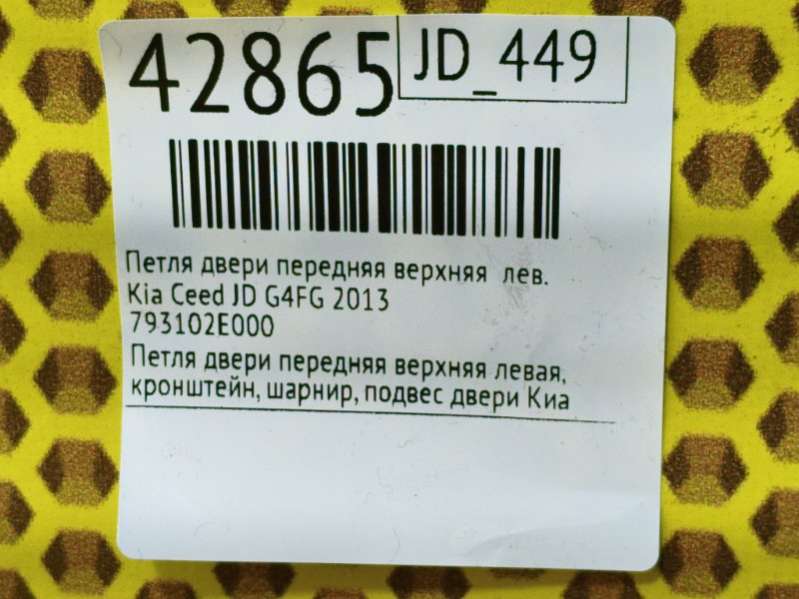 42865
JD_449
Петля двери передняя верхняя лев.
Kia Ceed JD G4FG 2013
793102E000
Петля двери передняя верхняя левая,
кронштейн, шарнир, подвес двери Киа